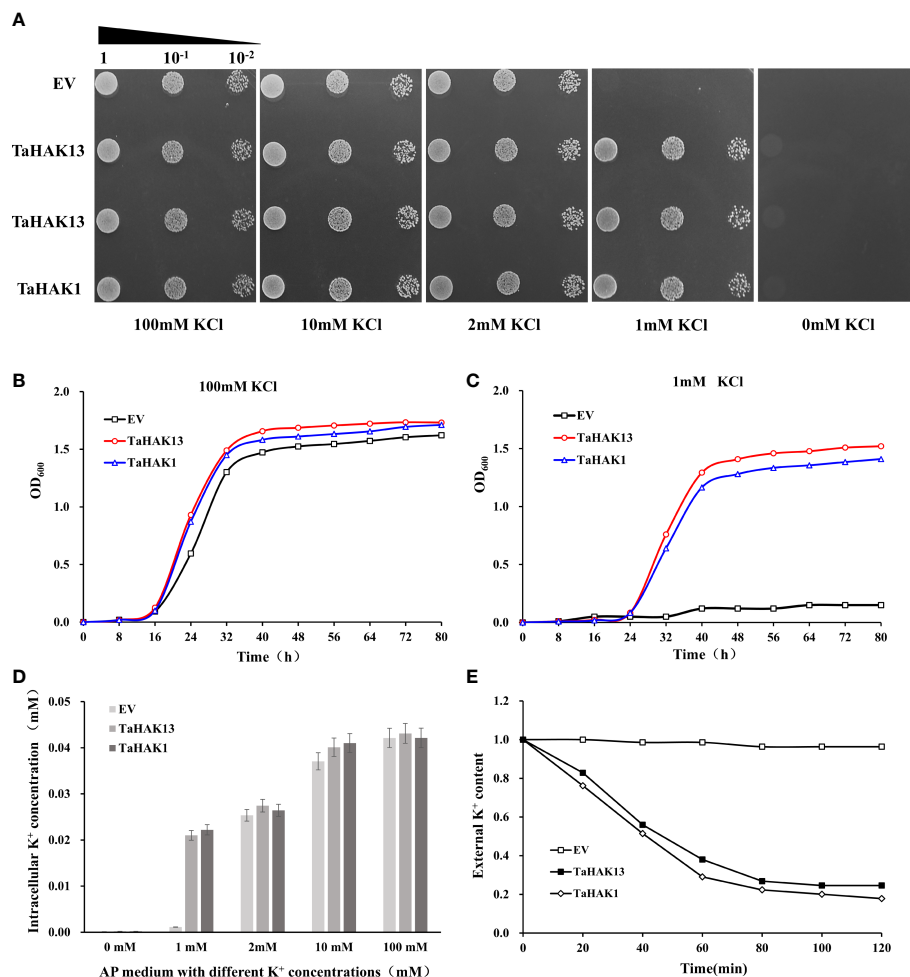 A
1 10⁻¹ 10⁻²
EV
TaHAK13
TaHAK13
TaHAK1
100mM KCl 10mM KCl 2mM KCl 1mM KCl 0mM KCl
B
100mM KCl
2.0
1.5
1.0
0.5
0.0
OD₆₀₀
EV
TaHAK13
TaHAK1
0 8 16 24 32 40 48 56 64 72 80
Time（h）
C
1mM KCl
2.0
1.5
1.0
0.5
0.0
OD₆₀₀
EV
TaHAK13
TaHAK1
0 8 16 24 32 40 48 56 64 72 80
Time（h）
D
0.05
0.04
0.03
0.02
0.01
0.00
Intracellular K⁺ concentration（mM）
EV
TaHAK13
TaHAK1
0 mM 1 mM 2mM 10 mM 100 mM
AP medium with different K⁺ concentrations（mM）
E
1.2
1.0
0.8
0.6
0.4
0.2
0.0
External K⁺ content
EV
TaHAK13
TaHAK1
0 20 40 60 80 100 120
Time(min)